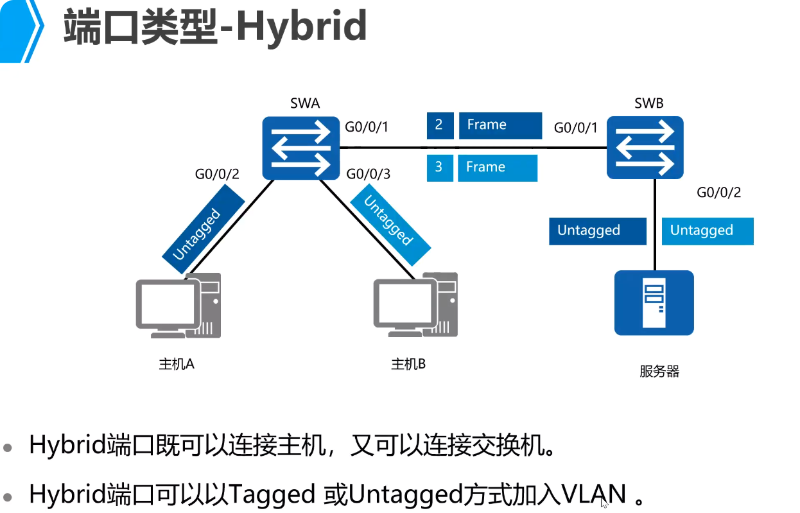 端口类型-Hybrid
SWA
SWB
G0/0/1
2
Frame
G0/0/1
3
Frame
G0/0/2
G0/0/3
G0/0/2
Untagged
Untagged
Untagged
Untagged
主机A
主机B
服务器
Hybrid端口既可以连接主机，又可以连接交换机。
Hybrid端口可以以Tagged 或Untagged方式加入VLAN 。